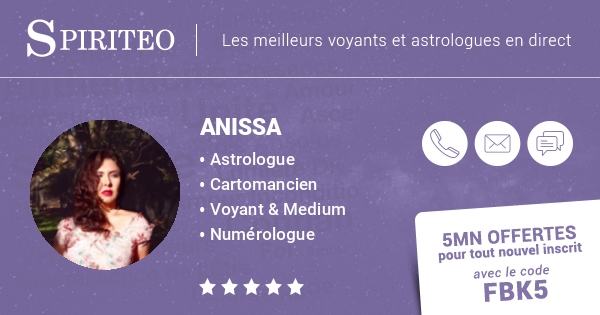 SPIRITEO
Les meilleurs voyants et astrologues en direct
ANISSA
• Astrologue
• Cartomancien
• Voyant & Medium
• Numérologue
5MN OFFERTES
pour tout nouvel inscrit
avec le code
FBK5